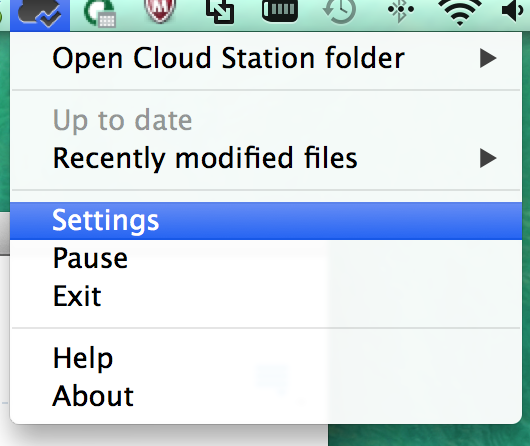 Open Cloud Station folder
Up to date
Recently modified files
Settings
Pause
Exit
Help
About